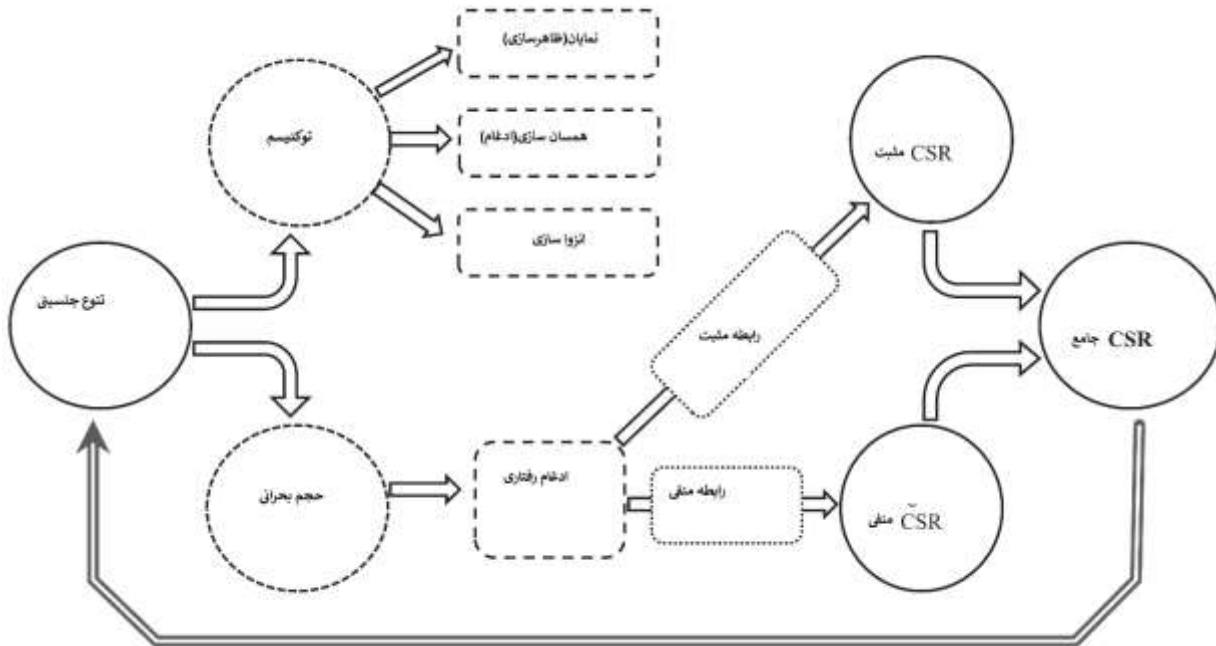 نمایان(ظاهرسازی)
توکنیسم
همسان سازی(ادغام)
انزوا سازی
مثبت CSR
تنوع جنسیتی
رابطه مثبت
جامع CSR
حجم بحرانی
ادغام رفتاری
رابطه منفی
منفی CSR